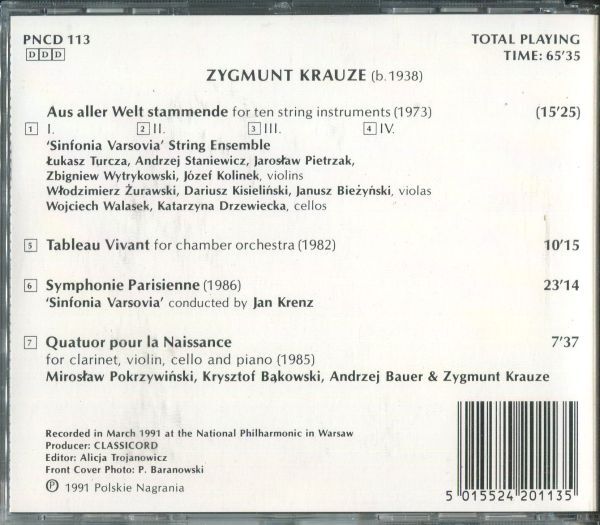 PNCD 113 TOTAL PLAYING
DDD TIME: 65'35
ZYGMUNT KRAUZE (b.1938)
Aus aller Welt stammende for ten string instruments (1973) (15'25)
1 I. 2 II. 3 III. 4 IV.
'Sinfonia Varsovia' String Ensemble
Łukasz Turcza, Andrzej Staniewicz, Jarosław Pietrzak,
Zbigniew Wytrykowski, Józef Kolinek, violins
Włodzimierz Żurawski, Dariusz Kisieliński, Janusz Bieżyński, violas
Wojciech Walasek, Katarzyna Drzewiecka, cellos
5 Tableau Vivant for chamber orchestra (1982) 10'15
6 Symphonie Parisienne (1986) 23'14
'Sinfonia Varsovia' conducted by Jan Krenz
7 Quatuor pour la Naissance 7'37
for clarinet, violin, cello and piano (1985)
Mirosław Pokrzywiński, Krysztof Bąkowski, Andrzej Bauer & Zygmunt Krauze
Recorded in March 1991 at the National Philharmonic in Warsaw
Producer: CLASSICORD
Editor: Alicja Trojanowicz
Front Cover Photo: P. Baranowski
℗ 1991 Polskie Nagrania
5 015524 201135